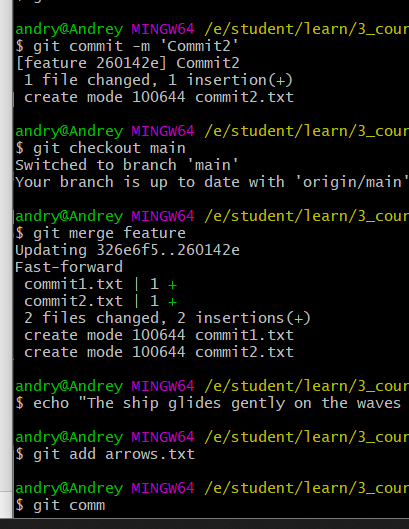 andry@Andrey MINGW64 /e/student/learn/3_cour
$ git commit -m 'Commit2'
[feature 260142e] Commit2
 1 file changed, 1 insertion(+)
 create mode 100644 commit2.txt
andry@Andrey MINGW64 /e/student/learn/3_cour
$ git checkout main
Switched to branch 'main'
Your branch is up to date with 'origin/main'
andry@Andrey MINGW64 /e/student/learn/3_cour
$ git merge feature
Updating 326e6f5..260142e
Fast-forward
 commit1.txt | 1 +
 commit2.txt | 1 +
 2 files changed, 2 insertions(+)
 create mode 100644 commit1.txt
 create mode 100644 commit2.txt
andry@Andrey MINGW64 /e/student/learn/3_cour
$ echo "The ship glides gently on the waves
andry@Andrey MINGW64 /e/student/learn/3_cour
$ git add arrows.txt
andry@Andrey MINGW64 /e/student/learn/3_cour
$ git comm